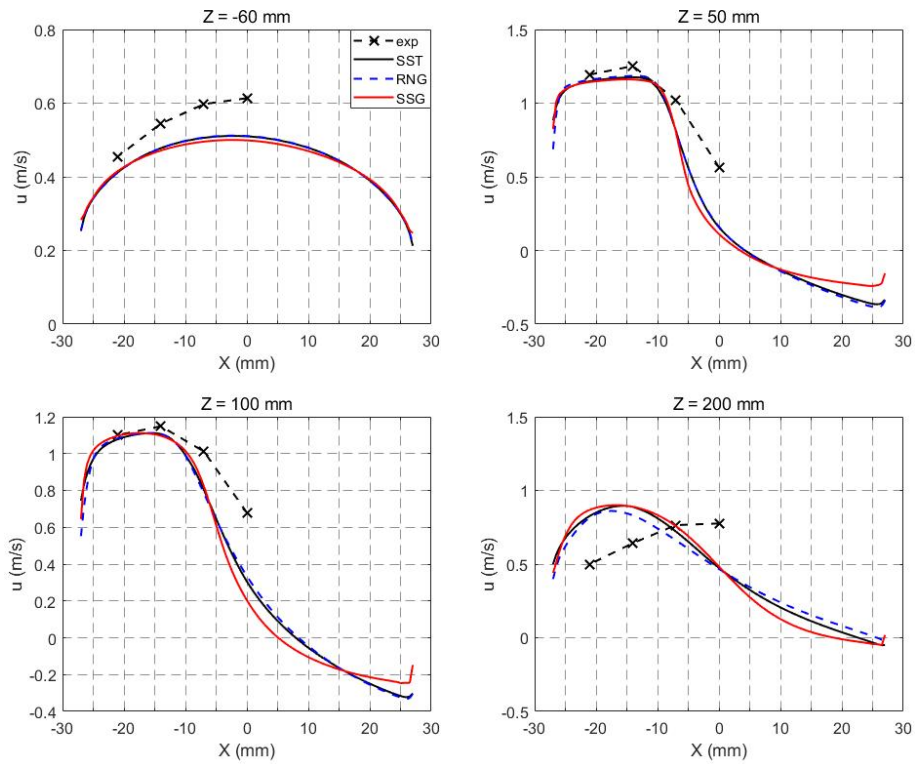 Z = -60 mm
0.8
0.6
0.4
0.2
0
u (m/s)
exp
SST
RNG
SSG
-30 -20 -10 0 10 20 30
X (mm)
Z = 50 mm
1.5
1
0.5
0
-0.5
u (m/s)
-30 -20 -10 0 10 20 30
X (mm)
Z = 100 mm
1.2
1
0.8
0.6
0.4
0.2
0
-0.2
-0.4
u (m/s)
-30 -20 -10 0 10 20 30
X (mm)
Z = 200 mm
1.5
1
0.5
0
-0.5
u (m/s)
-30 -20 -10 0 10 20 30
X (mm)